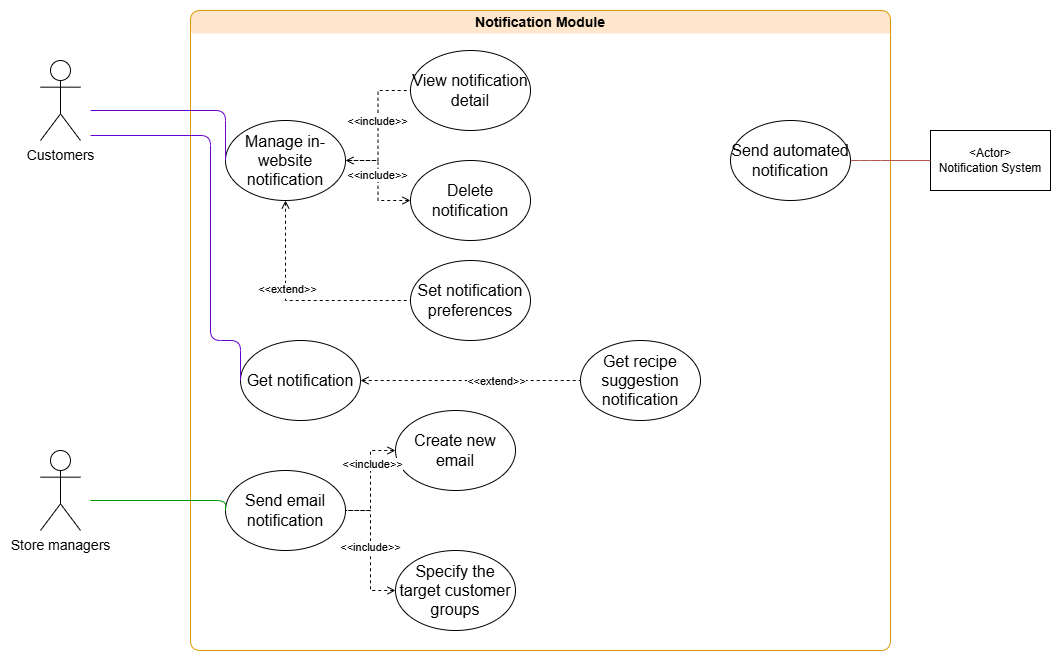 Notification Module
Customers
View notification
detail
<<include>>
Manage in-
website
notification
<<include>>
Delete
notification
Send automated
notification
<Actor>
Notification System
<<extend>>
Set notification
preferences
Get notification
<<extend>>
Get recipe
suggestion
notification
Store managers
Send email
notification
<<include>>
Create new
email
<<include>>
Specify the
target customer
groups